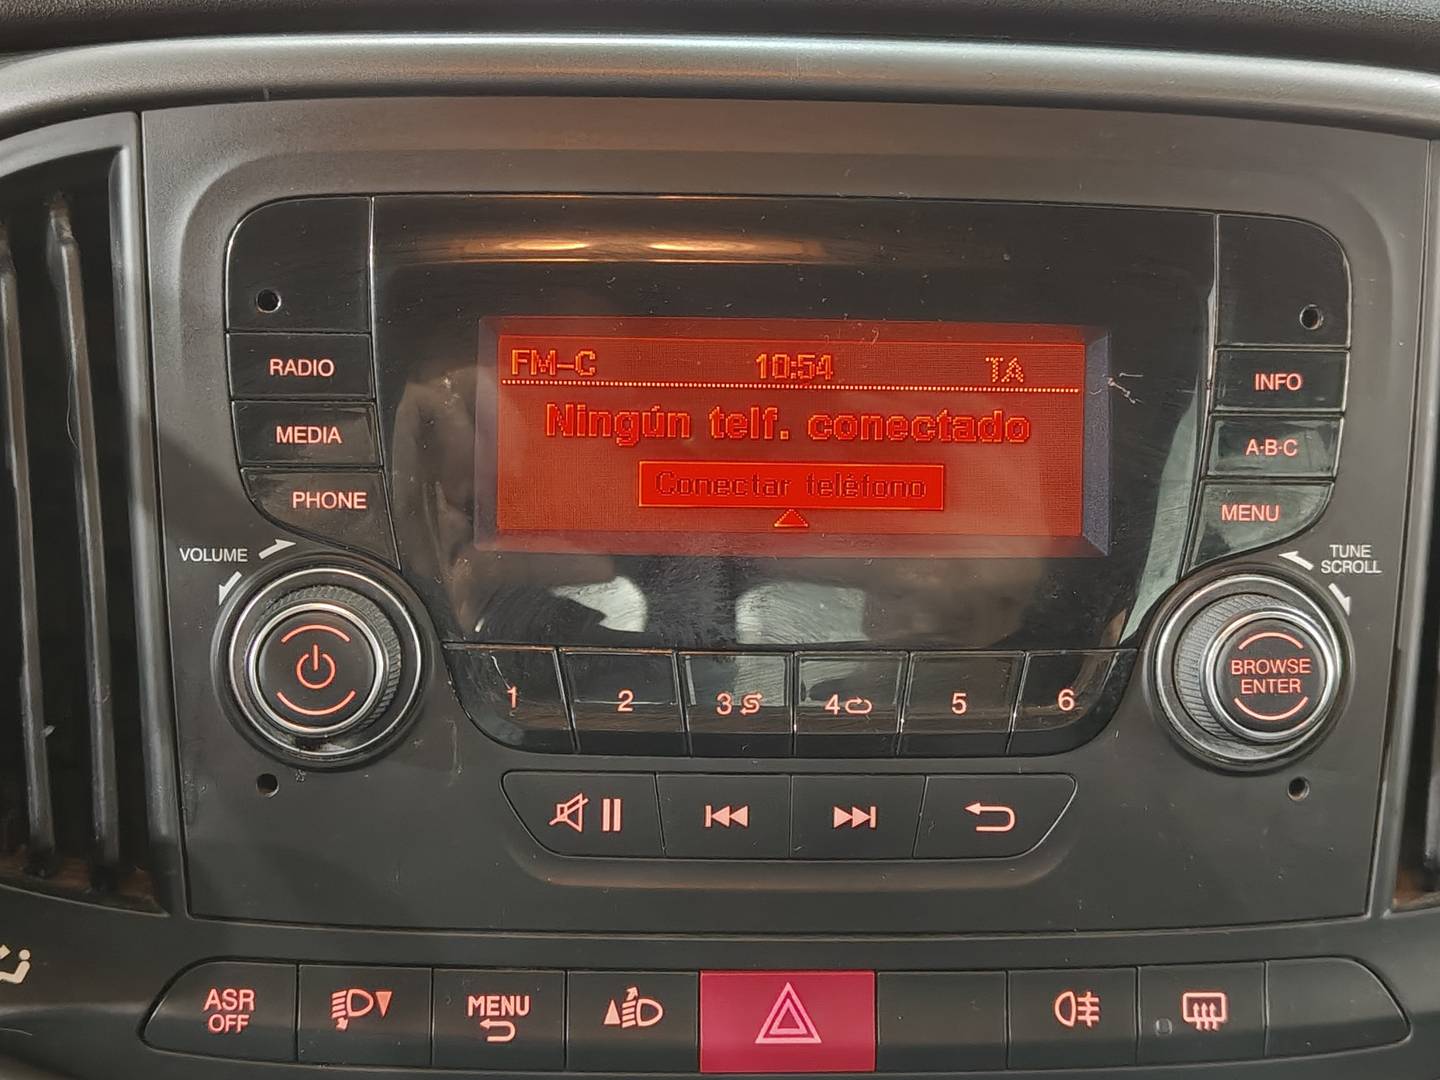 FM-C 10:54 TA
Ningún telf. conectado
Conectar teléfono
RADIO
MEDIA
PHONE
INFO
A·B·C
MENU
VOLUME
TUNE
SCROLL
BROWSE
ENTER
1 2 3 4 5 6
ASR
OFF
MENU